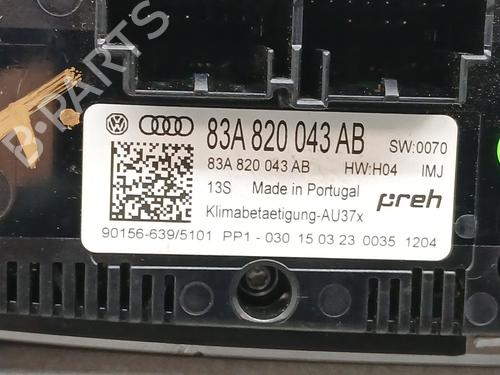 B-PARTS
83A 820 043 AB SW:0070
83A 820 043 AB HW:H04 IMJ
13S Made in Portugal preh
Klimabetaetigung-AU37x
90156-639/5101 PP1 - 030 15 03 23 0035 1204